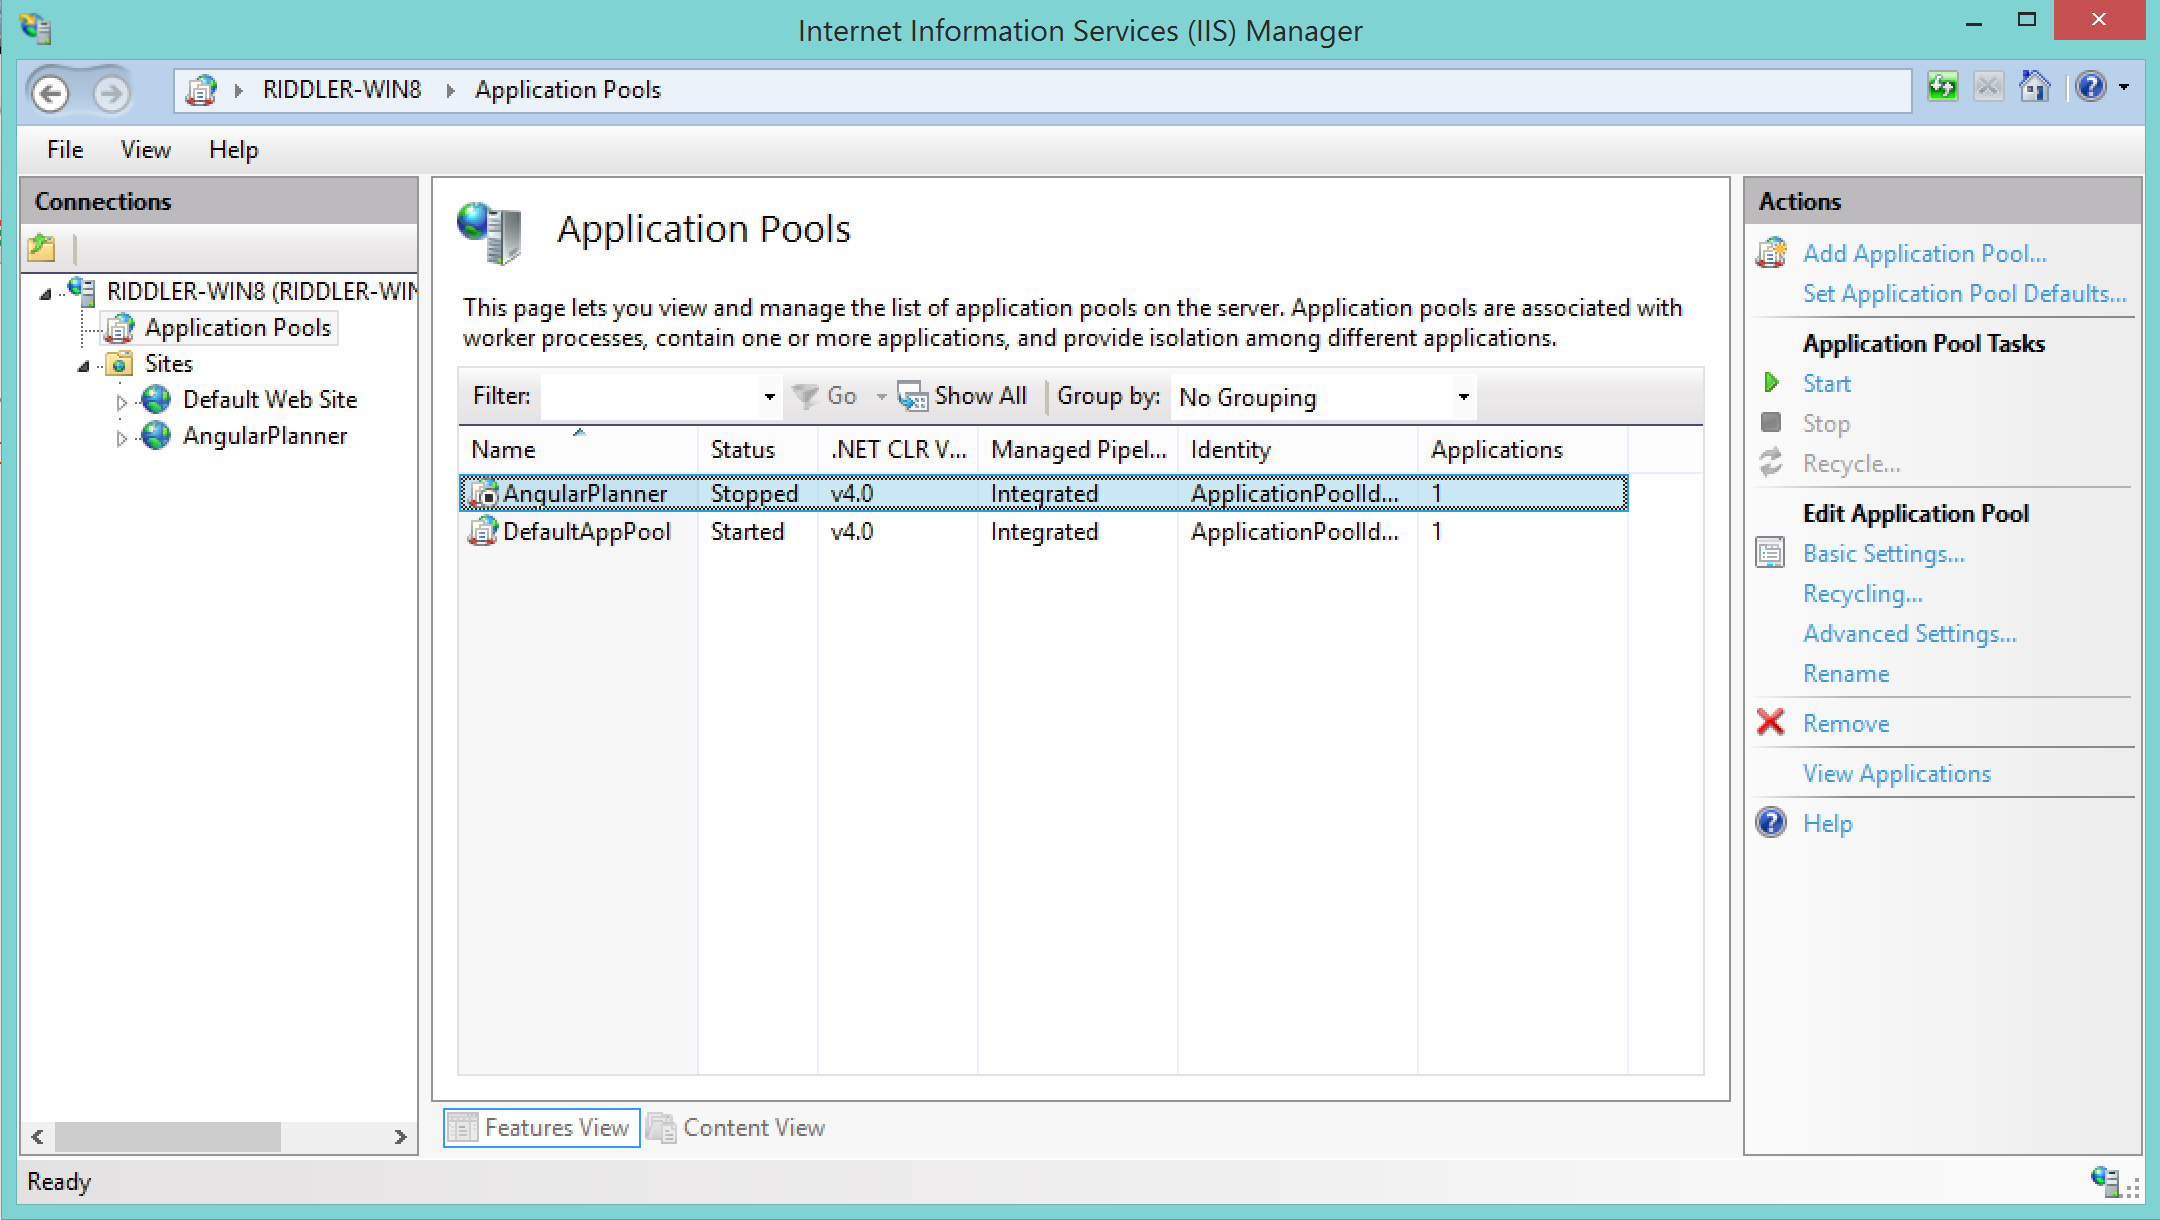 Internet Information Services (IIS) Manager
RIDDLER-WIN8 Application Pools
File View Help
Connections
RIDDLER-WIN8 (RIDDLER-WIN
Application Pools
Sites
Default Web Site
AngularPlanner
Application Pools
This page lets you view and manage the list of application pools on the server. Application pools are associated with
worker processes, contain one or more applications, and provide isolation among different applications.
Filter: Go Show All Group by: No Grouping
Name Status .NET CLR V... Managed Pipel... Identity Applications
AngularPlanner Stopped v4.0 Integrated ApplicationPoolId... 1
DefaultAppPool Started v4.0 Integrated ApplicationPoolId... 1
Features View Content View
Actions
Add Application Pool...
Set Application Pool Defaults...
Application Pool Tasks
Start
Stop
Recycle...
Edit Application Pool
Basic Settings...
Recycling...
Advanced Settings...
Rename
Remove
View Applications
Help
Ready